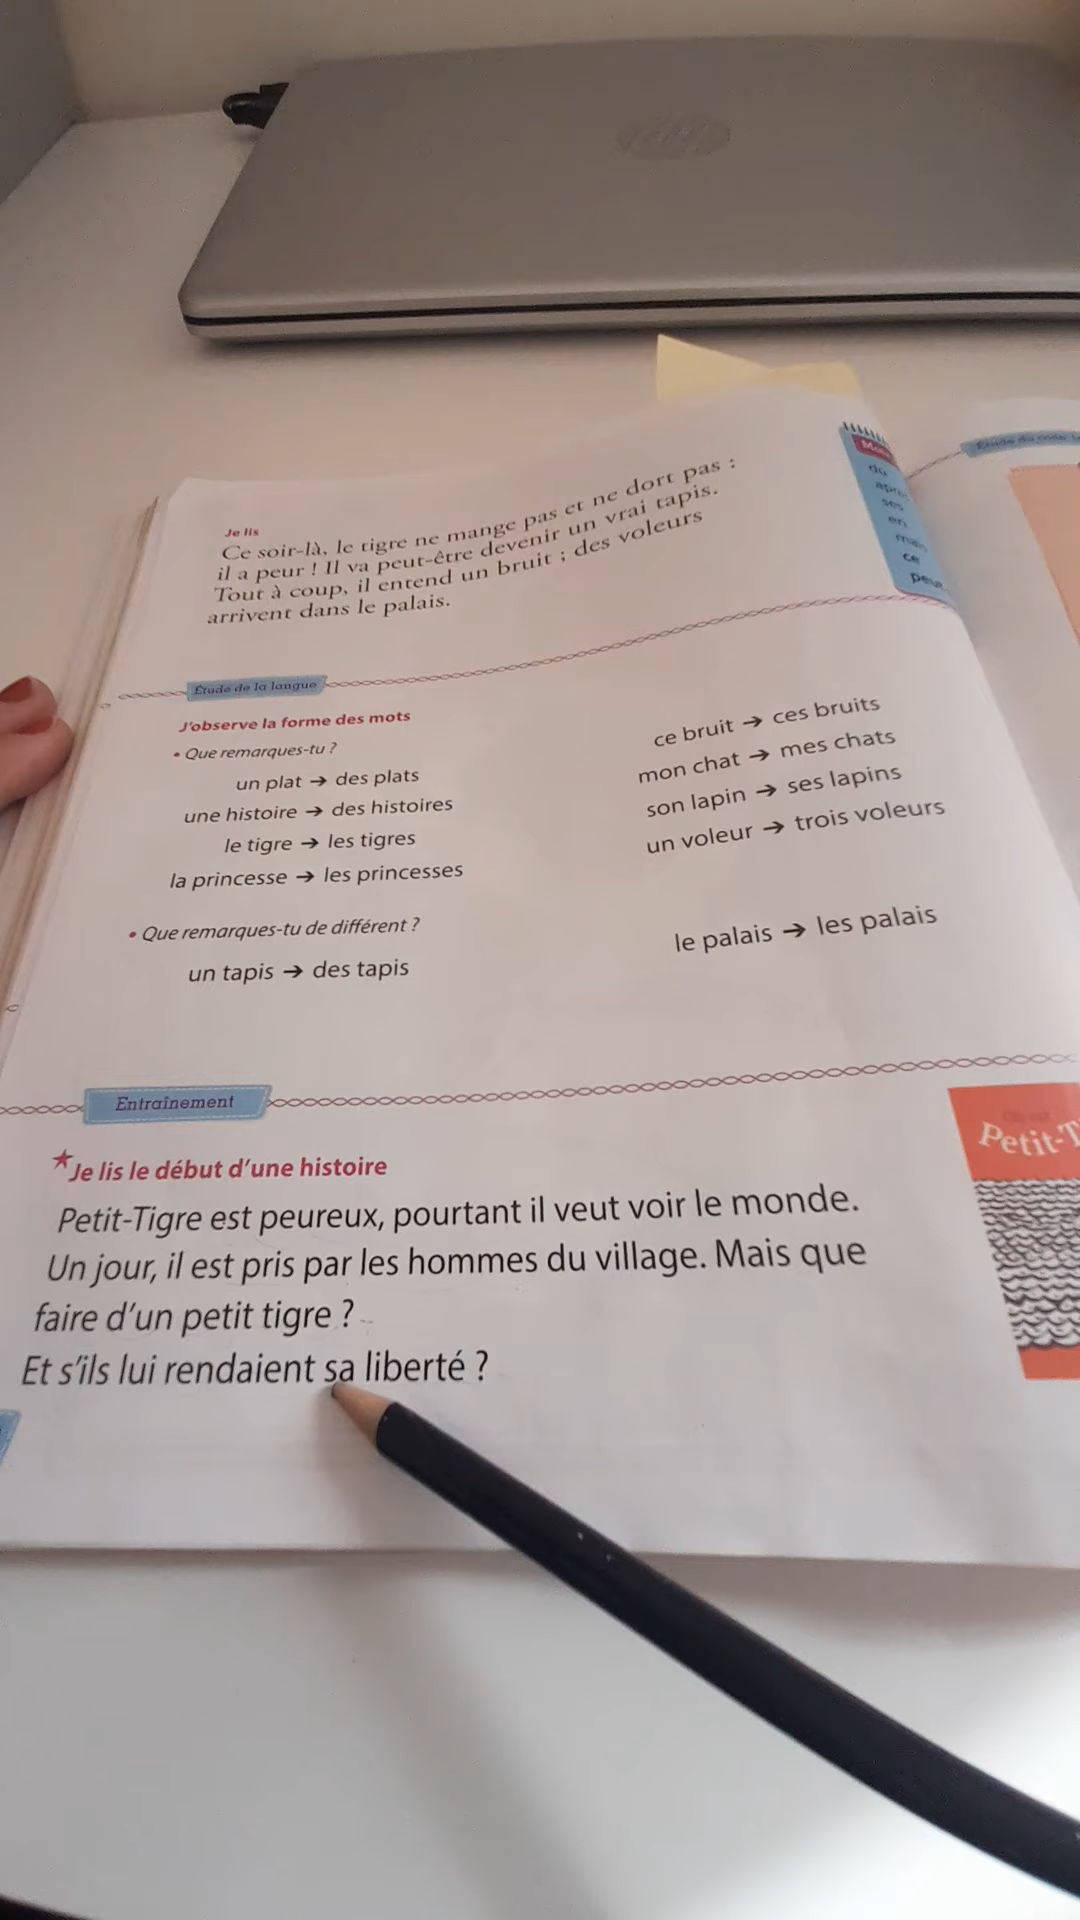 Je lis
Ce soir-là, le tigre ne mange pas et ne dort pas :
il a peur ! Il va peut-être devenir un vrai tapis.
Tout à coup, il entend un bruit ; des voleurs
arrivent dans le palais.
du
ses
en
mais
ce
peur
Étude de la langue
J'observe la forme des mots
• Que remarques-tu ?
un plat → des plats
une histoire → des histoires
le tigre → les tigres
la princesse → les princesses
ce bruit → ces bruits
mon chat → mes chats
son lapin → ses lapins
un voleur → trois voleurs
• Que remarques-tu de différent ?
un tapis → des tapis
le palais → les palais
Entraînement
*Je lis le début d'une histoire
Petit-Tigre est peureux, pourtant il veut voir le monde.
Un jour, il est pris par les hommes du village. Mais que
faire d'un petit tigre ?
Et s'ils lui rendaient sa liberté ?
Petit-T